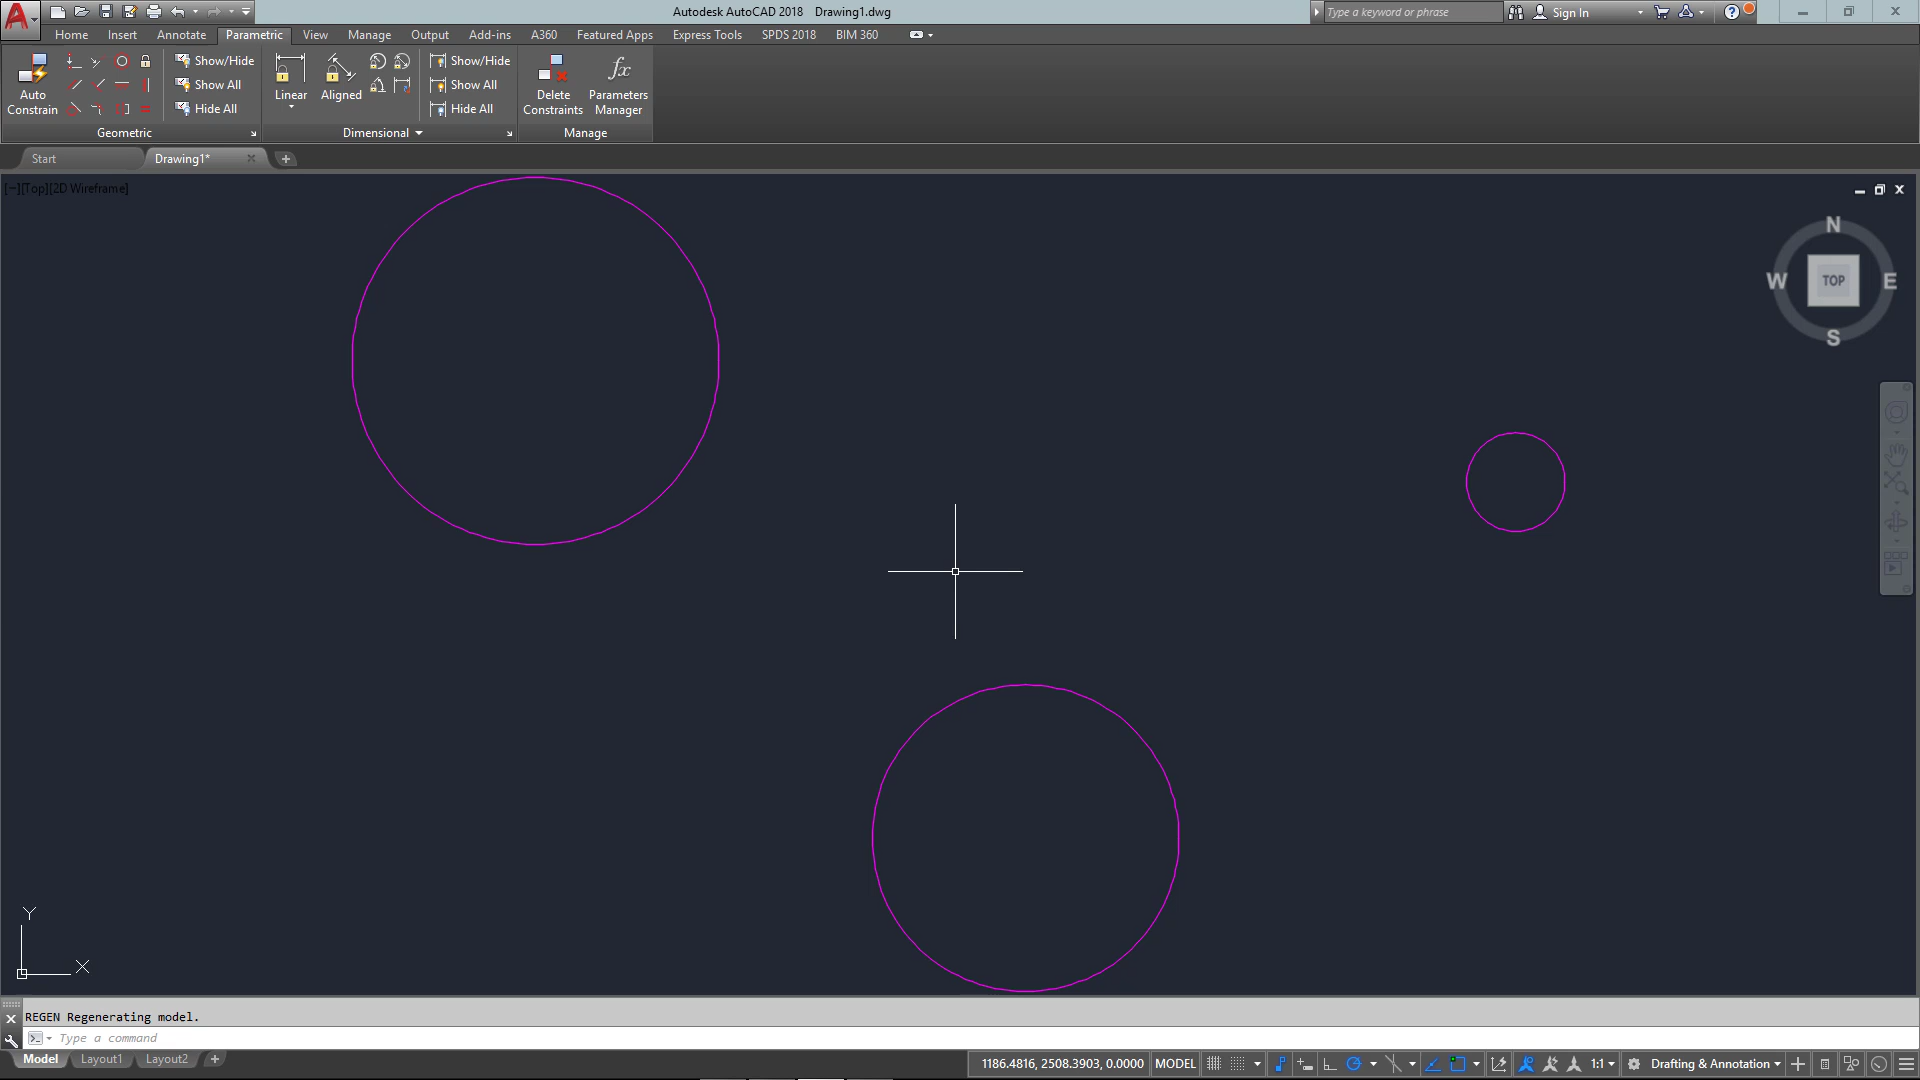 Autodesk AutoCAD 2018 Drawing1.dwg
Type a keyword or phrase
Sign In
Home Insert Annotate Parametric View Manage Output Add-ins A360 Featured Apps Express Tools SPDS 2018 BIM 360
Auto Constrain
Show/Hide
Show All
Hide All
Linear
Aligned
Show/Hide
Show All
Hide All
Delete Constraints
fx
Parameters Manager
Geometric
Dimensional
Manage
Start
Drawing1*
[−][Top][2D Wireframe]
N
W
TOP
E
S
Y
X
REGEN Regenerating model.
Type a command
Model Layout1 Layout2
1186.4816, 2508.3903, 0.0000 MODEL
1:1
Drafting & Annotation